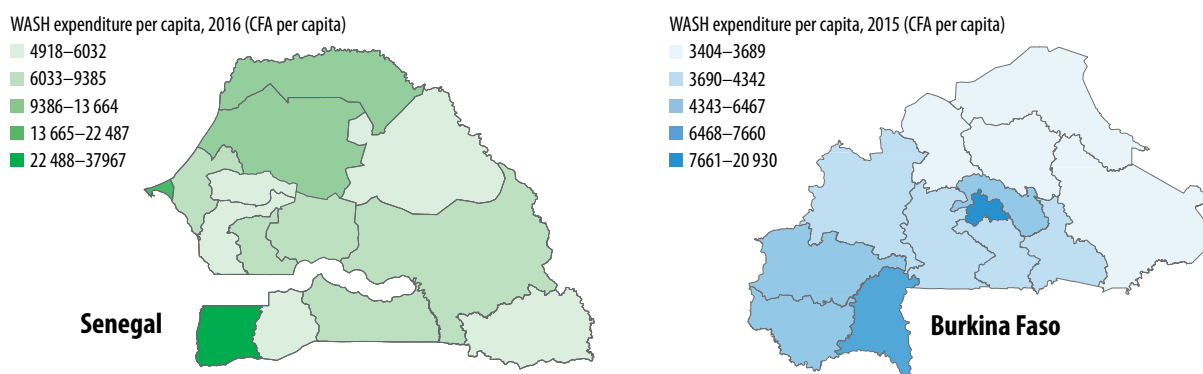 WASH expenditure per capita, 2016 (CFA per capita)
4918–6032
6033–9385
9386–13 664
13 665–22 487
22 488–37967
Senegal
WASH expenditure per capita, 2015 (CFA per capita)
3404–3689
3690–4342
4343–6467
6468–7660
7661–20 930
Burkina Faso